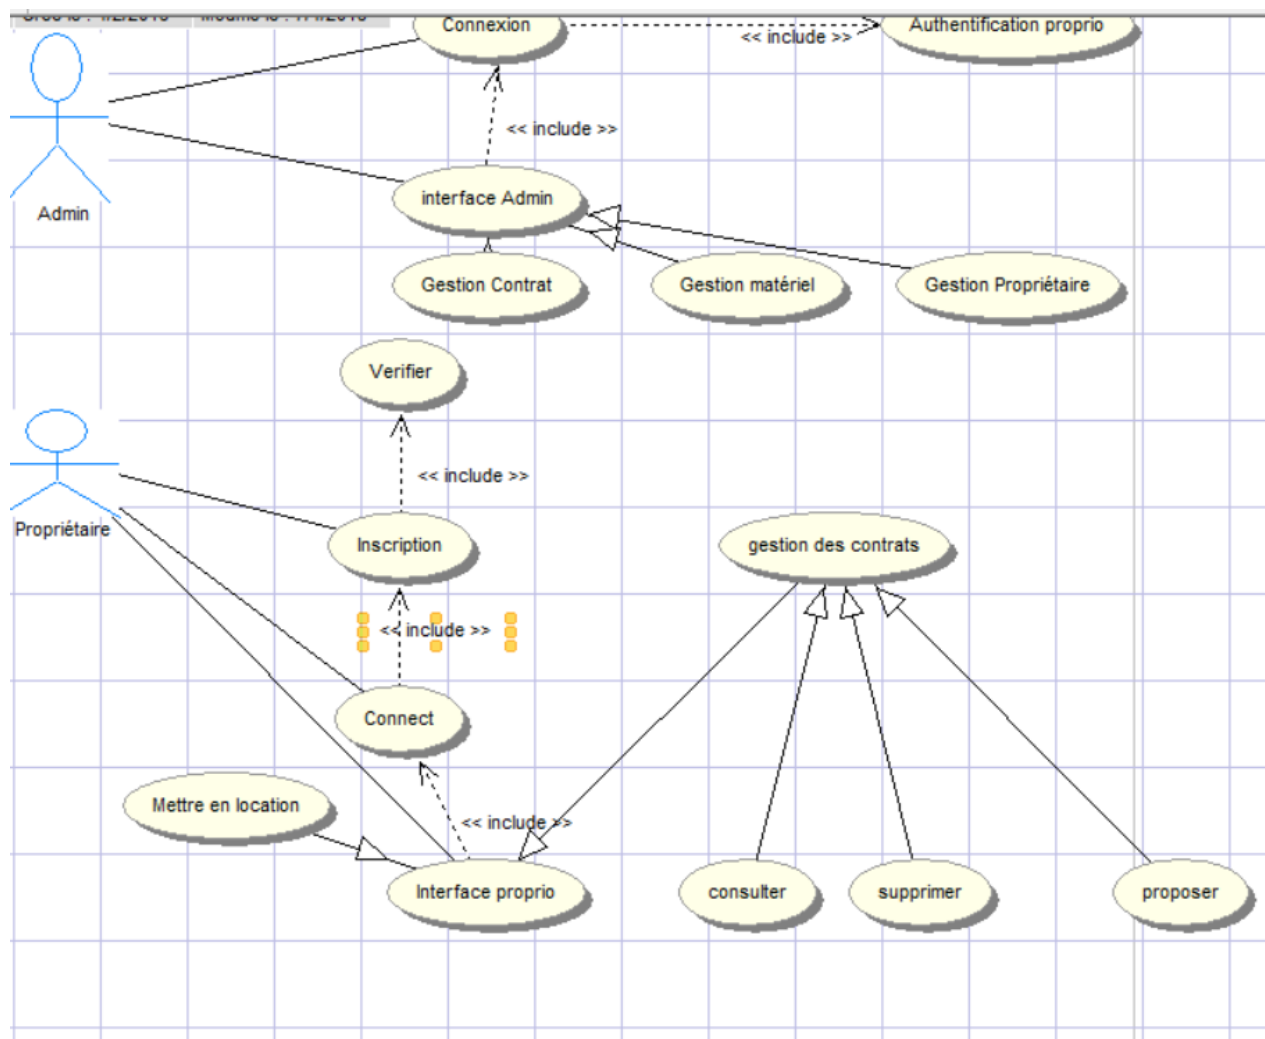 Connexion
<< include >>
Authentification proprio
<< include >>
interface Admin
Admin
Gestion Contrat
Gestion matériel
Gestion Propriétaire
Verifier
<< include >>
Propriétaire
Inscription
gestion des contrats
<< include >>
Connect
Mettre en location
<< include >>
Interface proprio
consulter
supprimer
proposer